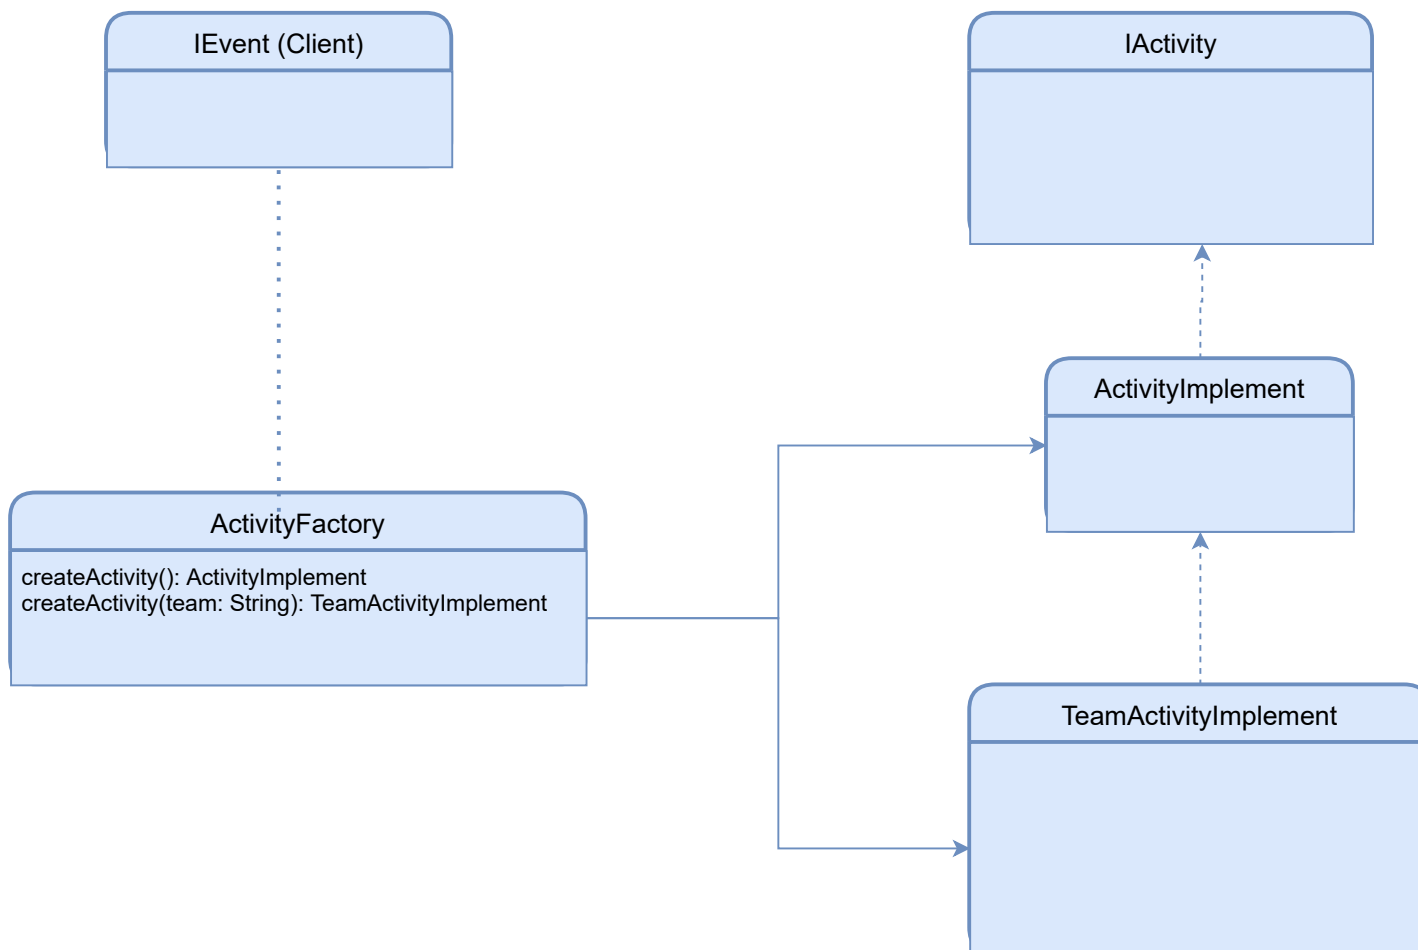 IEvent (Client)
IActivity
ActivityImplement
ActivityFactory
createActivity(): ActivityImplement
createActivity(team: String): TeamActivityImplement
TeamActivityImplement